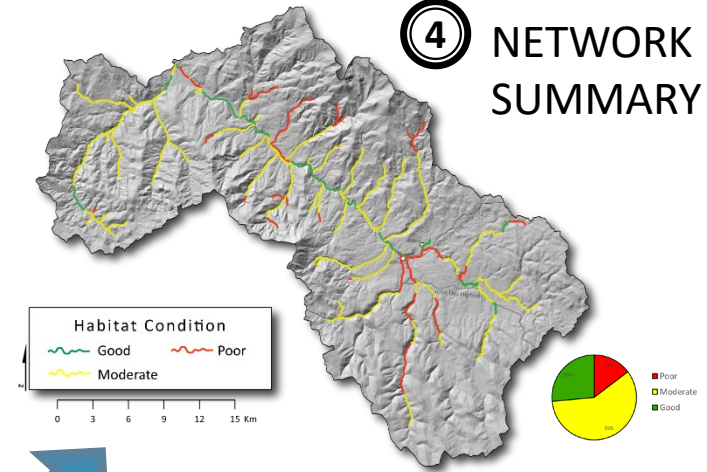 4
NETWORK
SUMMARY
Habitat Condition
Good
Poor
Moderate
N
0 3 6 9 12 15 Km
Poor
Moderate
Good